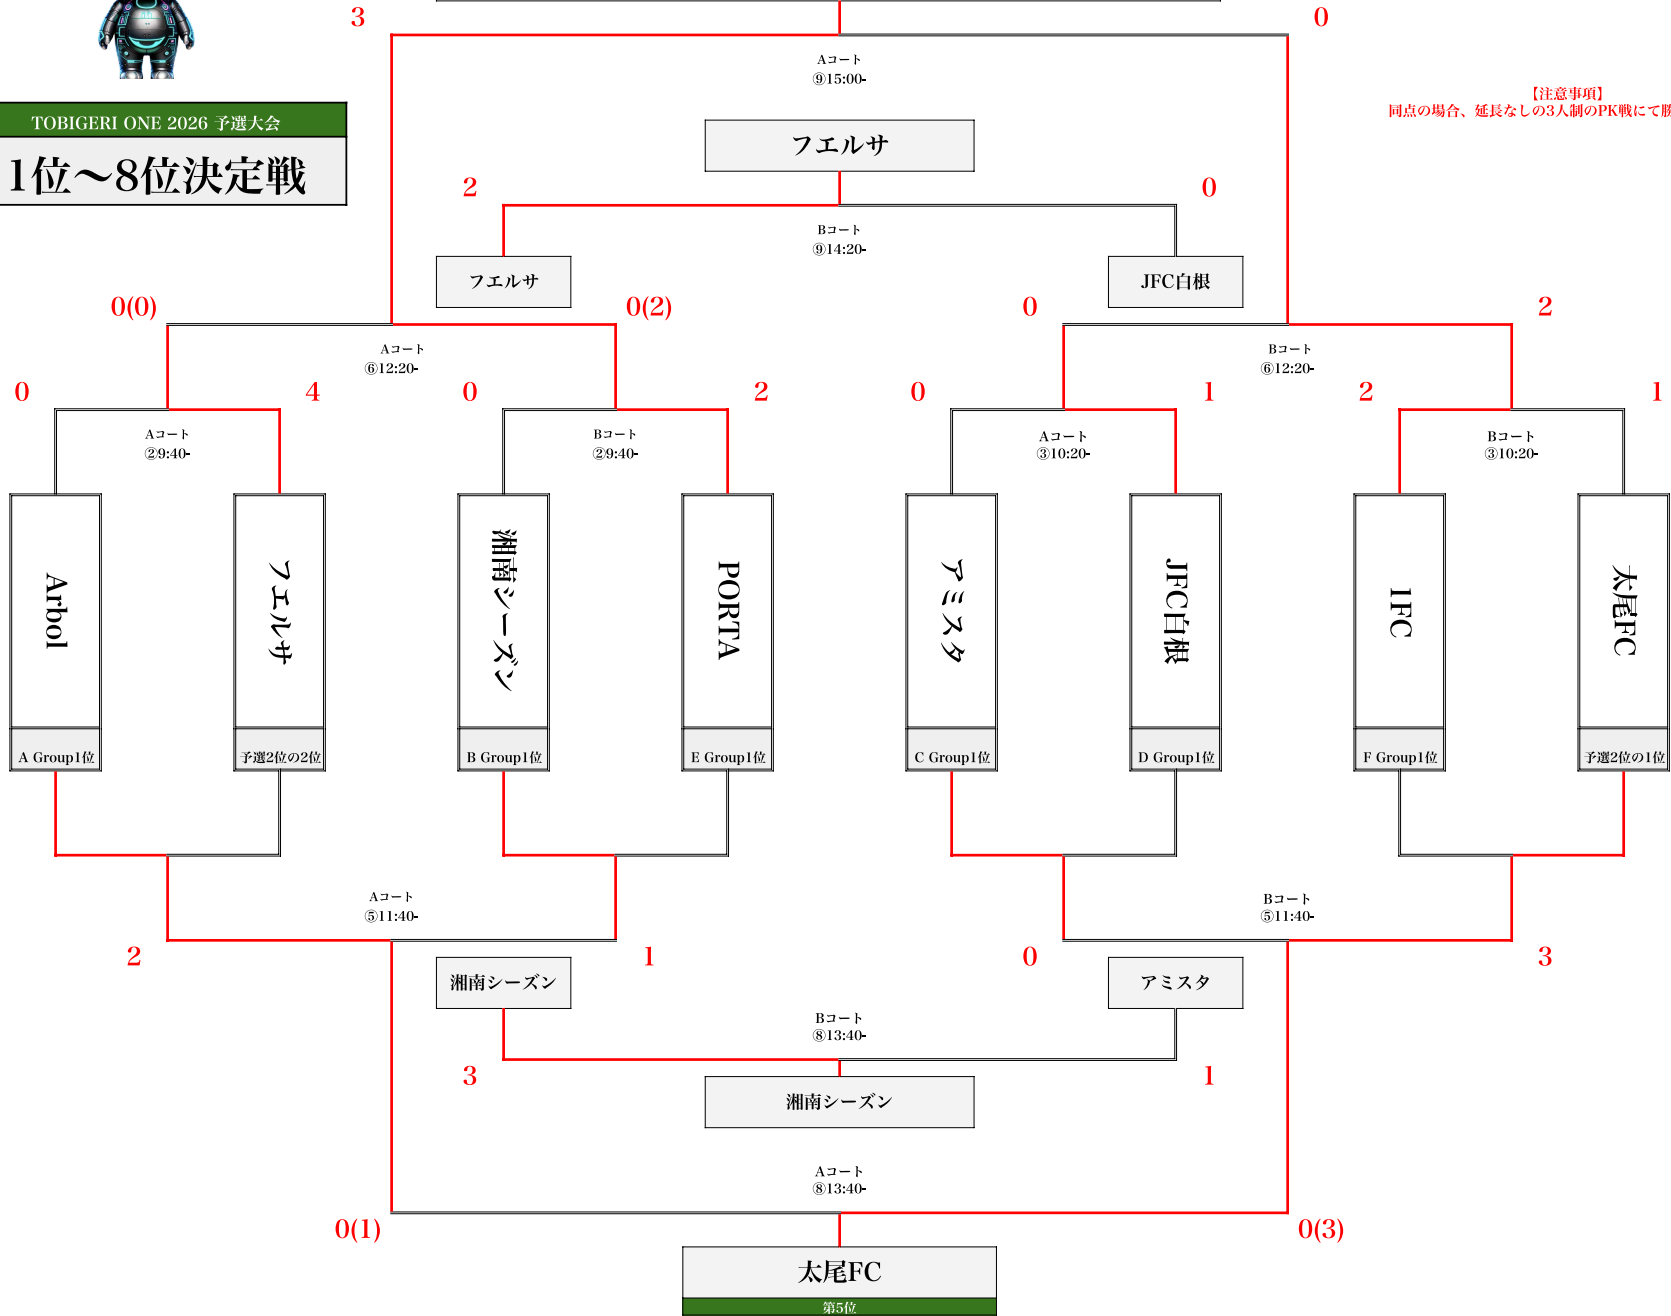 3
0
Aコート
⑨15:00-
【注意事項】
同点の場合、延長なしの3人制のPK戦にて
TOBIGERI ONE 2026 予選大会
1位〜8位決定戦
フエルサ
2
0
Bコート
⑨14:20-
フエルサ
JFC白根
0(0)
0(2)
0
2
Aコート
⑥12:20-
Bコート
⑥12:20-
0
4
0
2
0
1
2
1
Aコート
②9:40-
Bコート
②9:40-
Aコート
③10:20-
Bコート
③10:20-
Arbol
フエルサ
湘南シーズン
PORTA
アミスタ
JFC白根
IFC
太尾FC
A Group1位
予選2位の2位
B Group1位
E Group1位
C Group1位
D Group1位
F Group1位
予選2位の1位
Aコート
⑤11:40-
Bコート
⑤11:40-
2
1
0
3
湘南シーズン
アミスタ
Bコート
⑧13:40-
3
1
湘南シーズン
Aコート
⑧13:40-
0(1)
0(3)
太尾FC
第5位